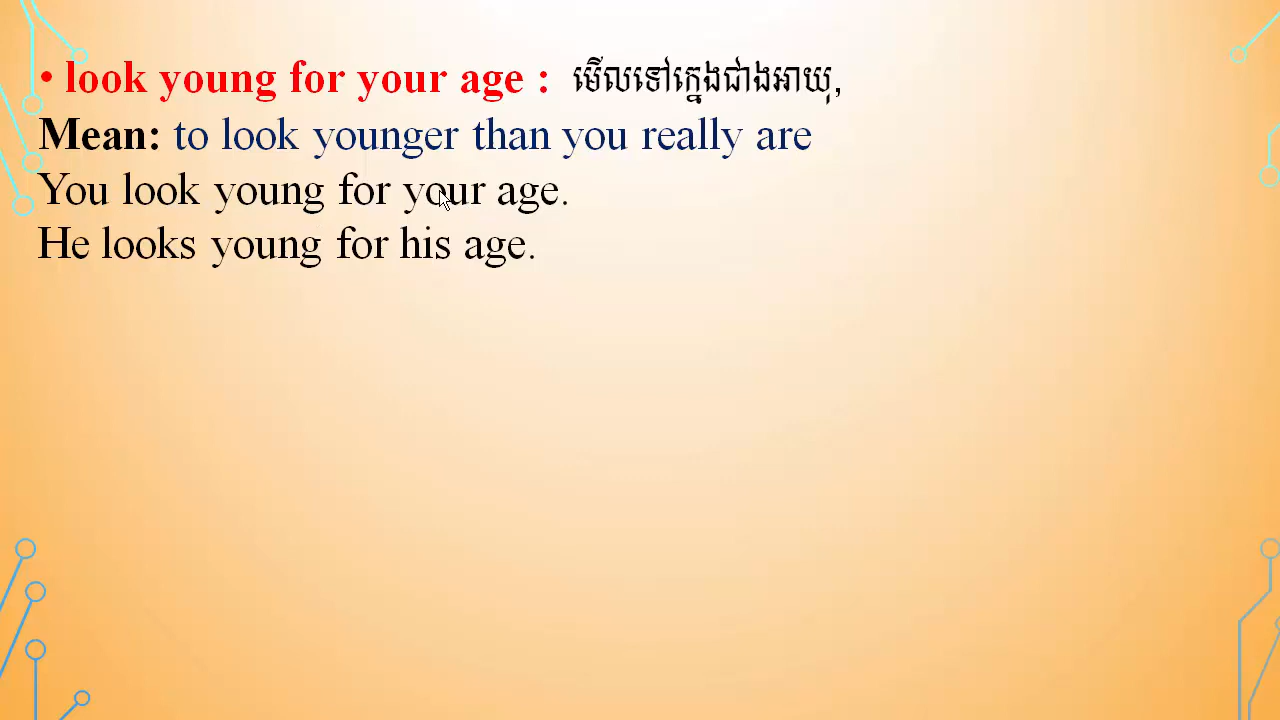 • look young for your age : មើលទៅក្មេងជាងអាយុ,
Mean: to look younger than you really are
You look young for your age.
He looks young for his age.